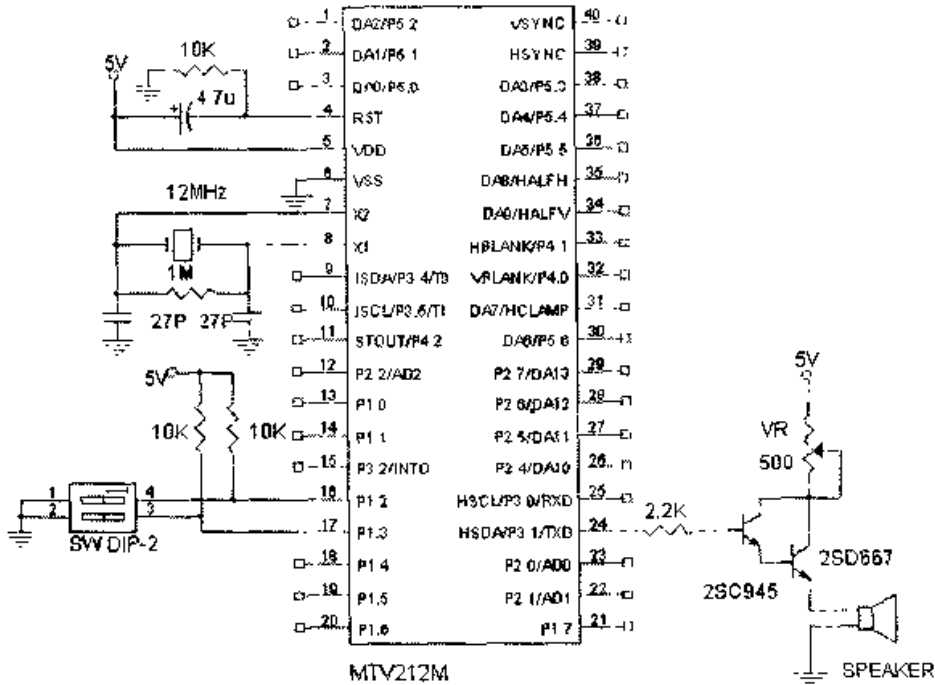 1 DA2/P5.2
2 DA1/P5.1
3 DA0/P5.0
4 RST
5 VDD
6 VSS
7 X2
8 X1
9 ISDA/P3.4/T0
10 ISCL/P3.5/T1
11 STOUT/P4.2
12 P2.2/AD2
13 P1.0
14 P1.1
15 P3.2/INT0
16 P1.2
17 P1.3
18 P1.4
19 P1.5
20 P1.6
VSYNC 40
HSYNC 39
DA3/P5.3 38
DA4/P5.4 37
DA5/P5.5 36
DA8/HALFH 35
DA9/HALFV 34
HBLANK/P4.1 33
VBLANK/P4.0 32
DA7/HCLAMP 31
DA6/P5.6 30
P2.7/DA13 29
P2.6/DA12 28
P2.5/DA11 27
P2.4/DA10 26
HSCL/P3.0/RXD 25
HSDA/P3.1/TXD 24
P2.0/AD0 23
P2.1/AD1 22
P1.7 21
MTV212M
5V
10K
+
4.7u
12MHz
1M
27P 27P
5V
10K 10K
1 4
2 3
SW DIP-2
5V
VR
500
2.2K
2SC945
2SD667
SPEAKER